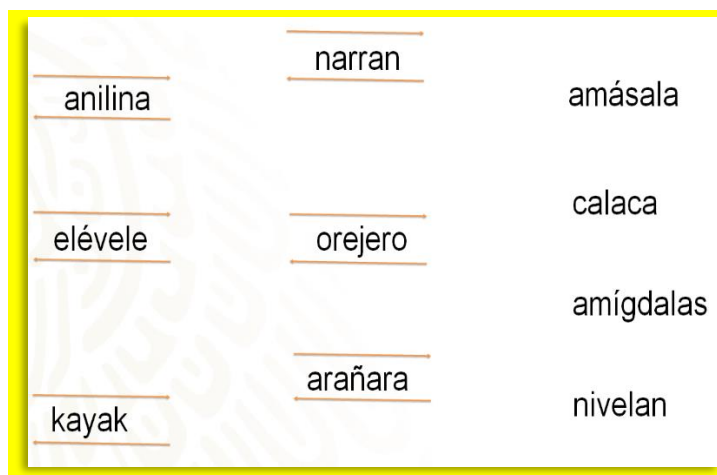 narran
anilina
amásala
calaca
elévele
orejero
amígdalas
arañara
nivelan
kayak